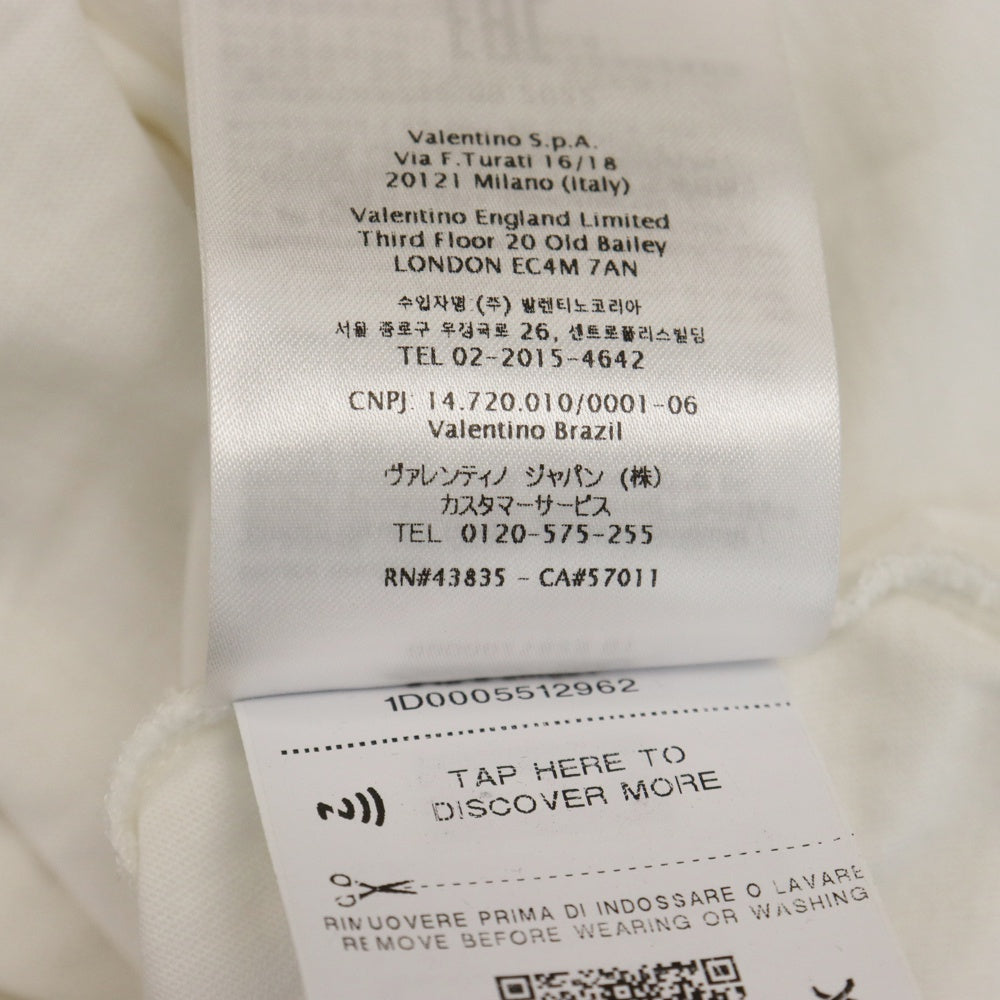 Valentino S.p.A.
Via F.Turati 16/18
20121 Milano (Italy)
Valentino England Limited
Third Floor 20 Old Bailey
LONDON EC4M 7AN
수입자명 (주) 발렌티노코리아
서울 종로구 우정국로 26, 센트로폴리스빌딩
TEL 02-2015-4642
CNPJ: 14.720.010/0001-06
Valentino Brazil
ヴァレンティノ ジャパン (株)
カスタマーサービス
TEL 0120-575-255
RN#43835 - CA#57011
1D0005512962
TAP HERE TO
DISCOVER MORE
RIMUOVERE PRIMA DI INDOSSARE O LAVARE
REMOVE BEFORE WEARING OR WASHING